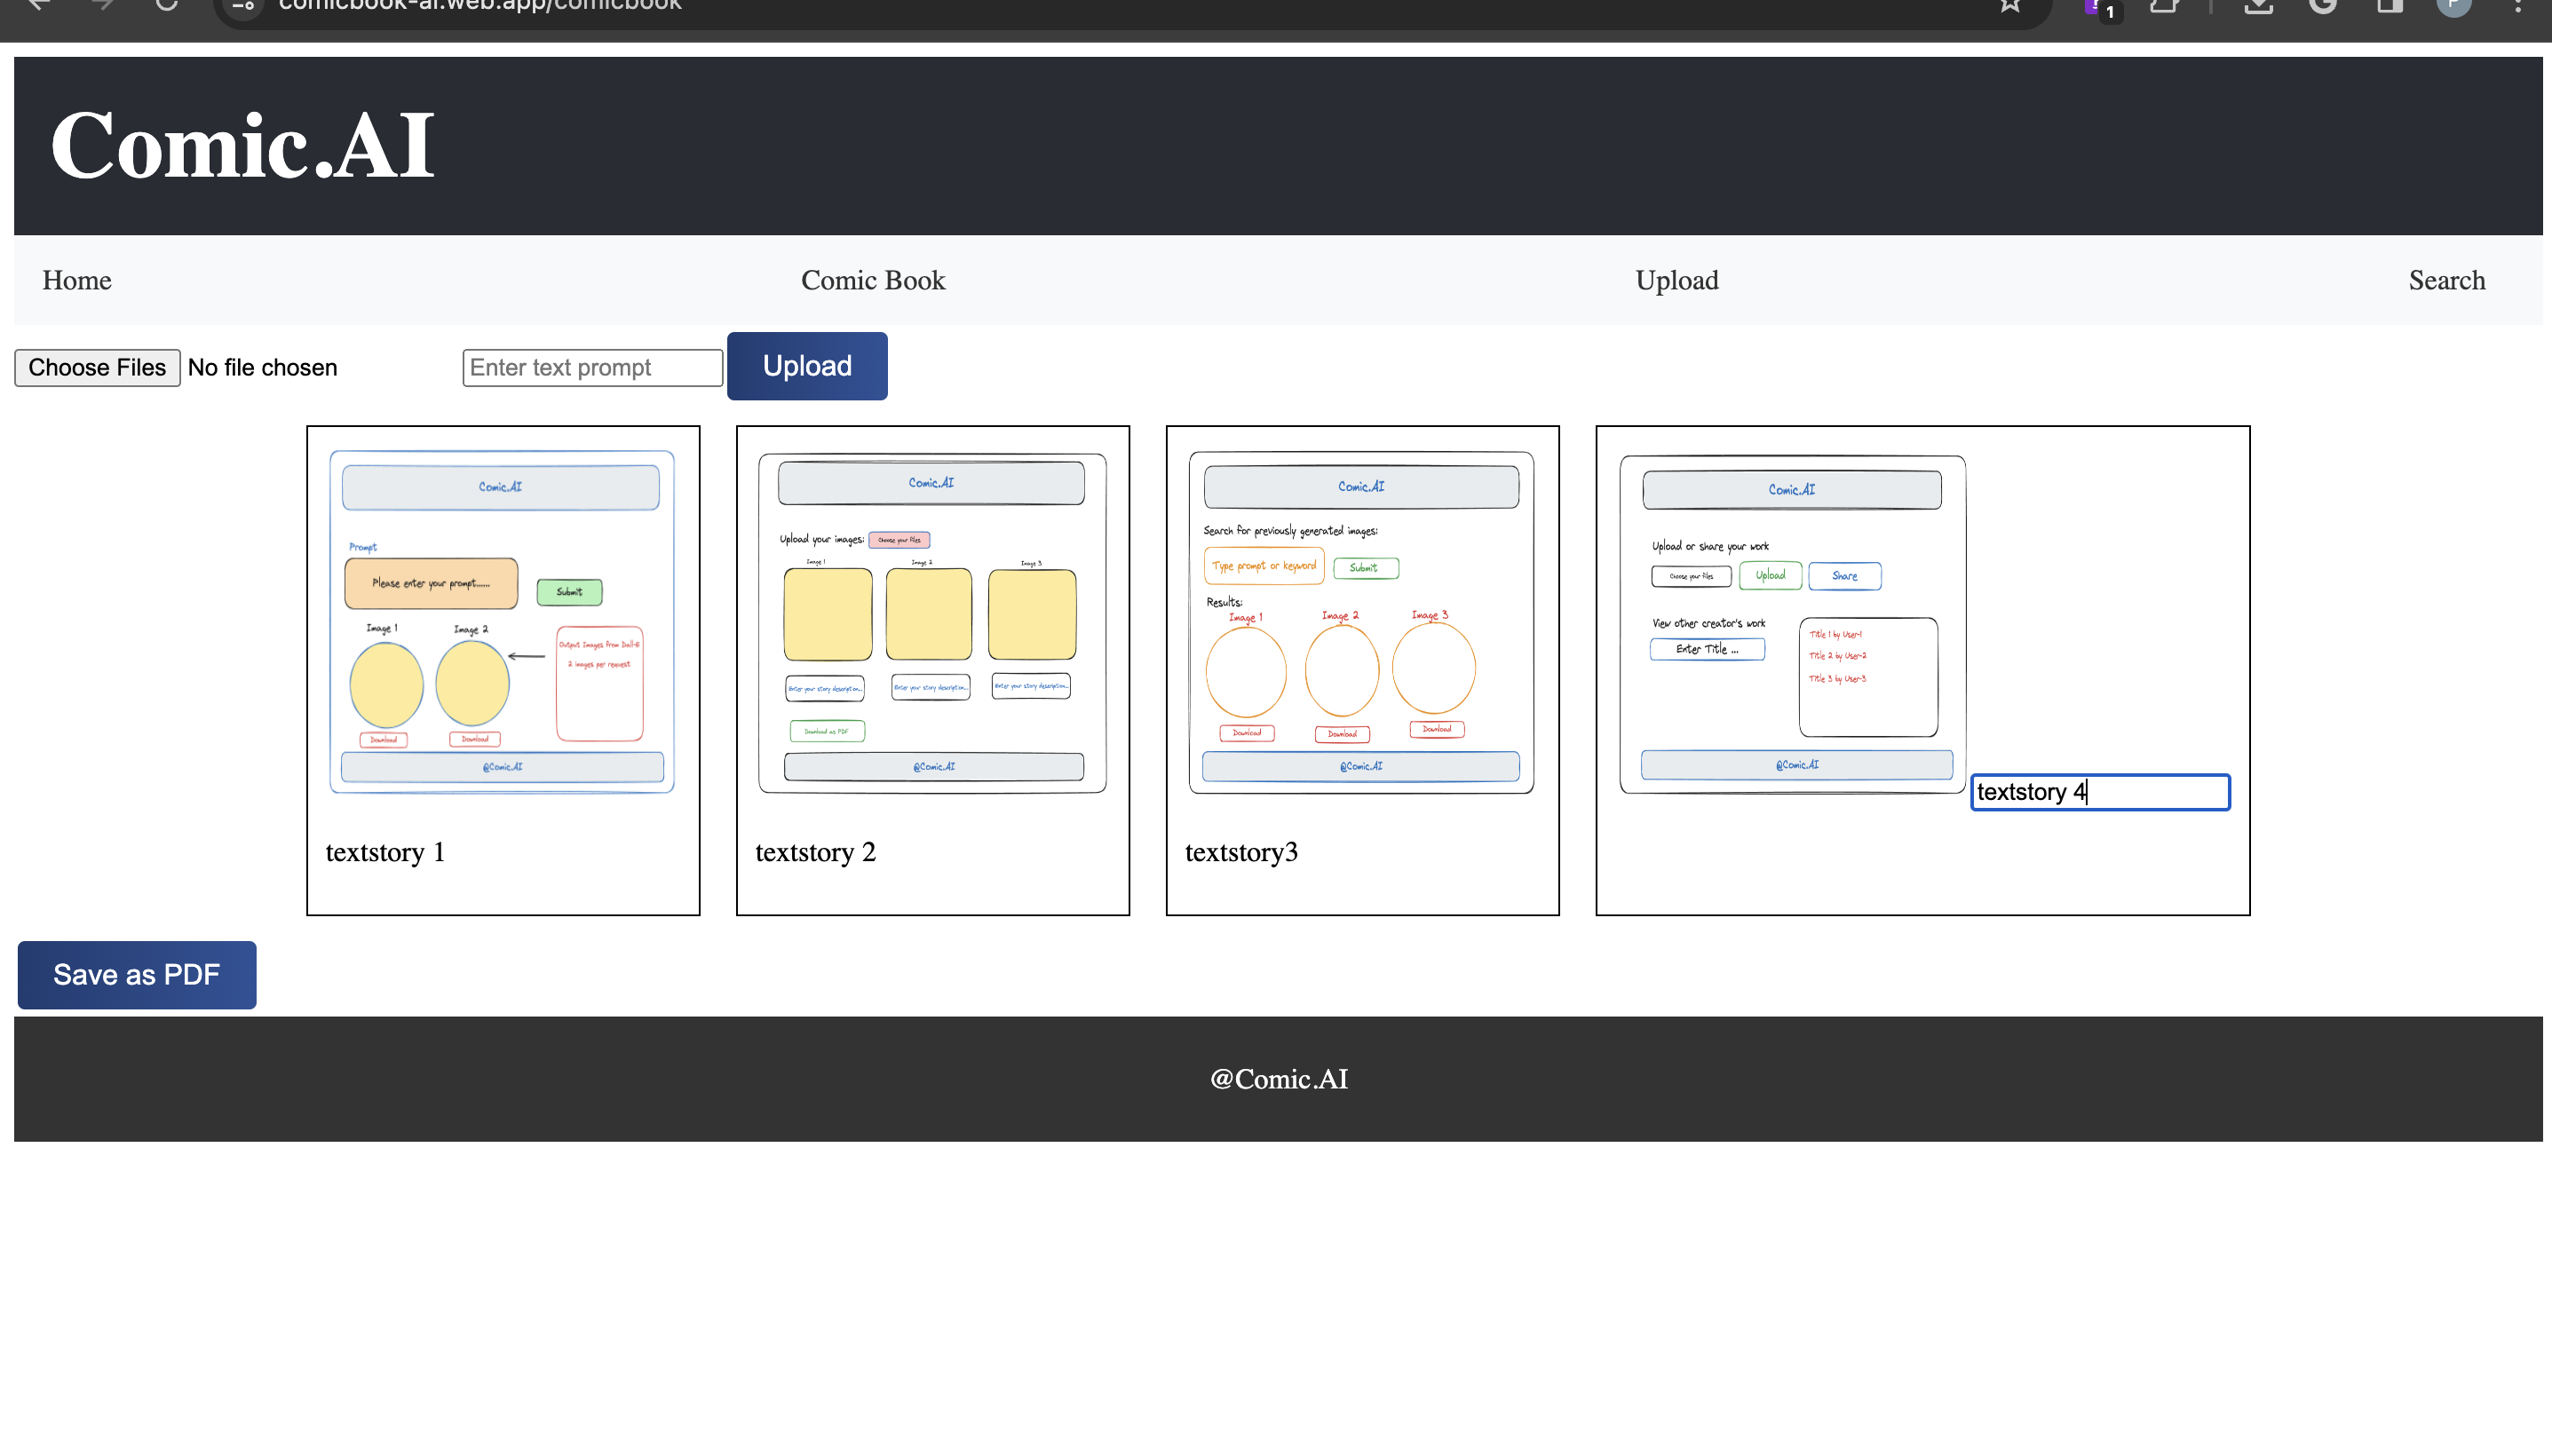 comicbook-ai.web.app/comicbook
1
Comic.AI
Home
Comic Book
Upload
Search
Choose Files No file chosen
Enter text prompt
Upload
Comic.AI
Prompt
Please enter your prompt......
Submit
Image 1
Image 2
Output Images from Dall-E
2 images per request
Download
Download
@Comic.AI
textstory 1
Comic.AI
Upload your images:
Choose your files
Image 1
Image 2
Image 3
Enter your story description...
Enter your story description...
Enter your story description...
Download as PDF
@Comic.AI
textstory 2
Comic.AI
Search for previously generated images:
Type prompt or keyword
Submit
Results:
Image 1
Image 2
Image 3
Download
Download
Download
@Comic.AI
textstory3
Comic.AI
Upload or share your work
Choose your files
Upload
Share
View other creator's work
Enter Title ...
Title 1 by User-1
Title 2 by User-2
Title 3 by User-3
@Comic.AI
textstory 4
Save as PDF
@Comic.AI